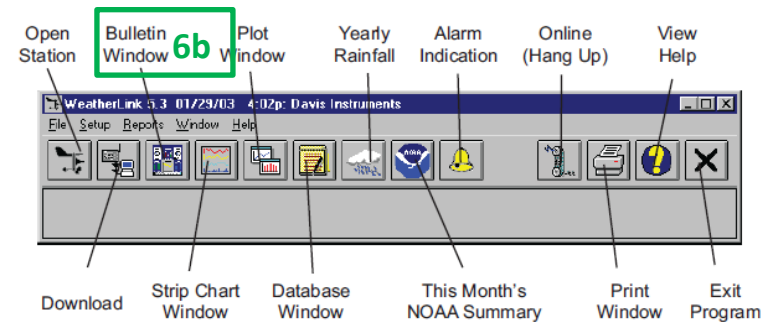 Open Station
Bulletin Window
6b
Plot Window
Yearly Rainfall
Alarm Indication
Online (Hang Up)
View Help
WeatherLink 5.3 01/29/03 4:02p: Davis Instruments
File Setup Reports Window Help
NOAA
Download
Strip Chart Window
Database Window
This Month's NOAA Summary
Print Window
Exit Program